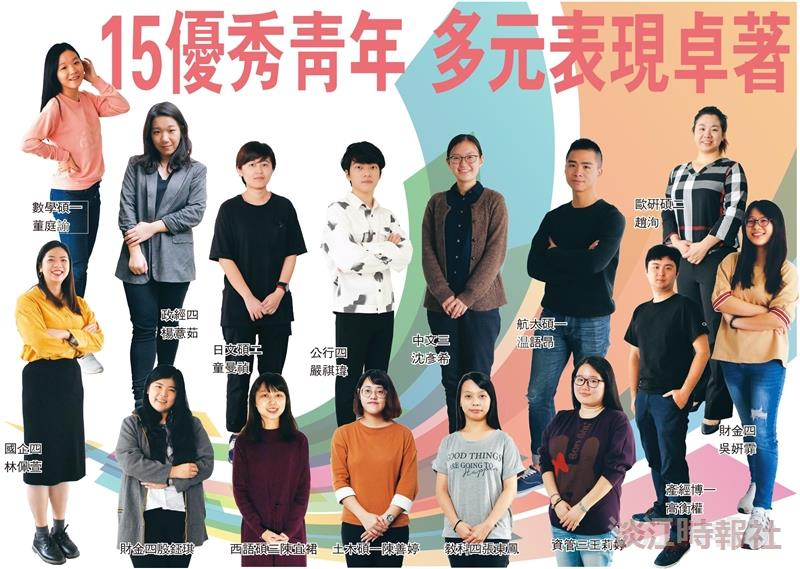 15優秀青年 多元表現卓著
數學碩一
董庭諭
政經四
楊薏茹
日文碩二
童曼禎
公行四
嚴祺瑋
中文三
沈彥希
航太碩一
溫語昂
歐研碩三
趙洵
國企四
林佩萱
財金四殷鈺琪
西語碩三陳宜裙
土木碩一陳善婷
教科四張東鳳
資管三王莉婷
產經博一
高衡權
財金四
吳妍霏
淡江時報社